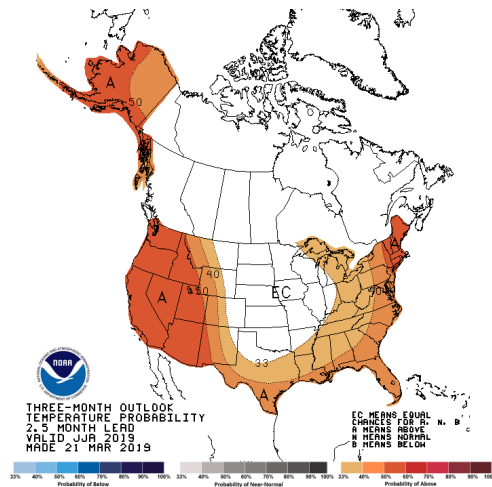 A
50
40
50
A
EC
A
40
33
A
NOAA
THREE-MONTH OUTLOOK
TEMPERATURE PROBABILITY
2.5 MONTH LEAD
VALID JJA 2019
MADE 21 MAR 2019
EC MEANS EQUAL
CHANCES FOR A, N, B
A MEANS ABOVE
N MEANS NORMAL
B MEANS BELOW
33% 40% 50% 60% 70% 80% 90% 100%
Probability of Below
33% 40% 50% 60% 70% 80% 90% 100%
Probability of Near-Normal
33% 40% 50% 60% 70% 80% 90% 100%
Probability of Above